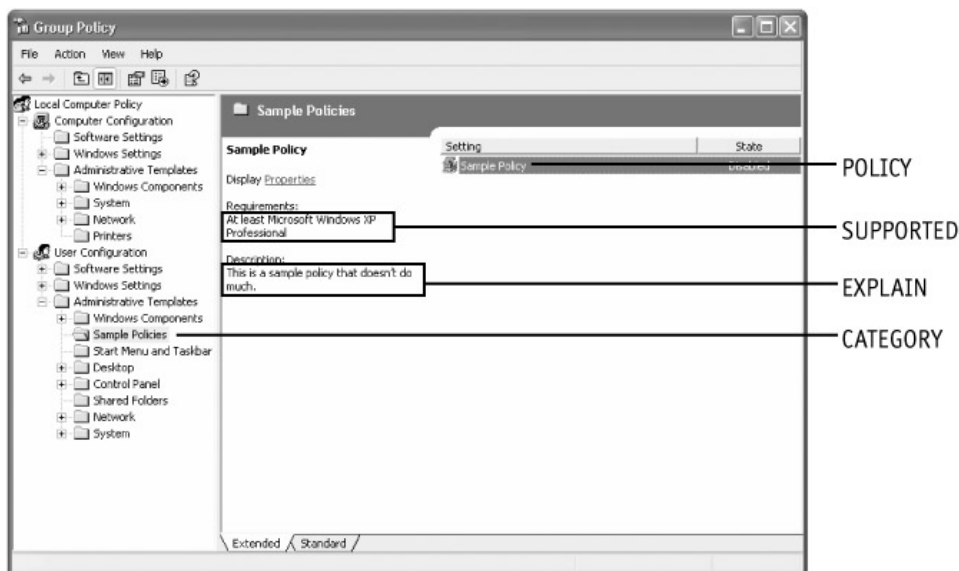 Group Policy
File Action View Help
Local Computer Policy
Computer Configuration
Software Settings
Windows Settings
Administrative Templates
Windows Components
System
Network
Printers
User Configuration
Software Settings
Windows Settings
Administrative Templates
Windows Components
Sample Policies
Start Menu and Taskbar
Desktop
Control Panel
Shared Folders
Network
System
Sample Policies
Sample Policy
Display Properties
Requirements:
At least Microsoft Windows XP
Professional
Description:
This is a sample policy that doesn't do
much.
Setting State
Sample Policy Disabled
Extended Standard
POLICY
SUPPORTED
EXPLAIN
CATEGORY